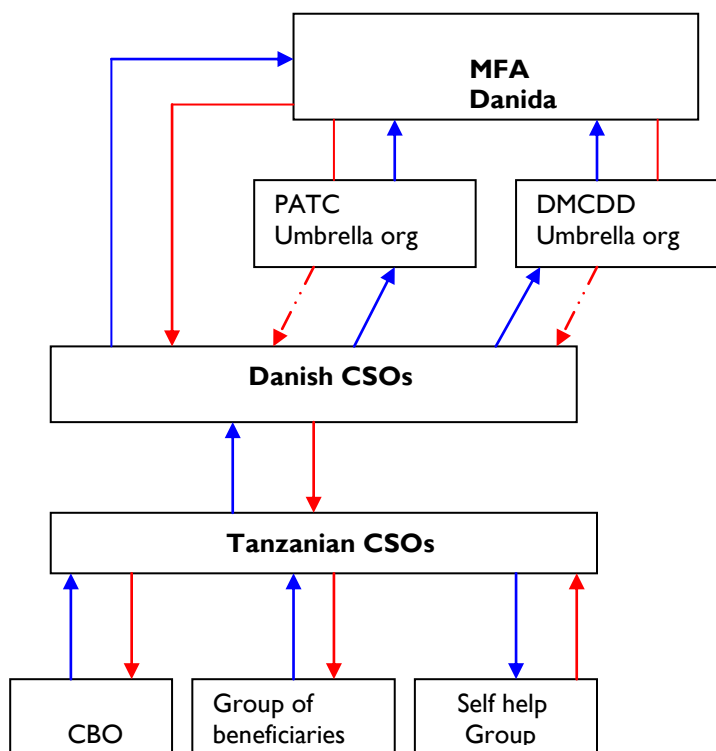 MFA
Danida
PATC
Umbrella org
DMCDD
Umbrella org
Danish CSOs
Tanzanian CSOs
CBO
Group of
beneficiaries
Self help
Group